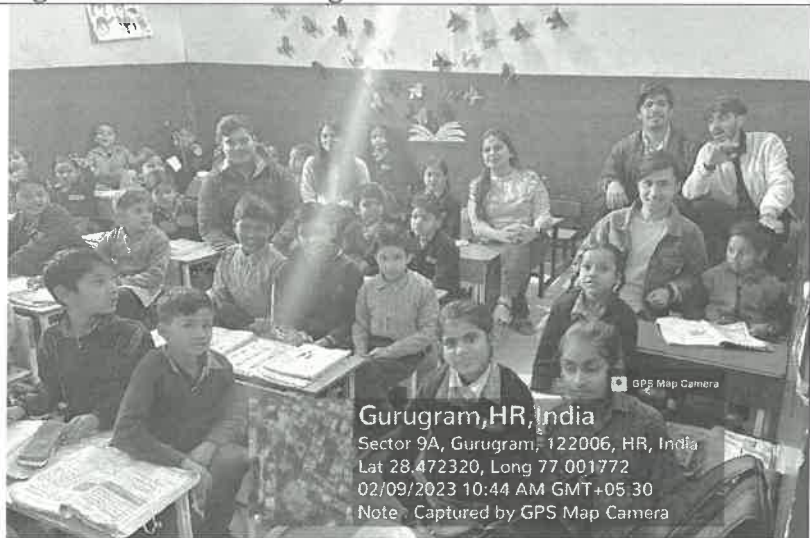 GPS Map Camera
Gurugram,HR,India
Sector 9A, Gurugram, 122006, HR, India
Lat 28.472320, Long 77.001772
02/09/2023 10:44 AM GMT+05:30
Note : Captured by GPS Map Camera